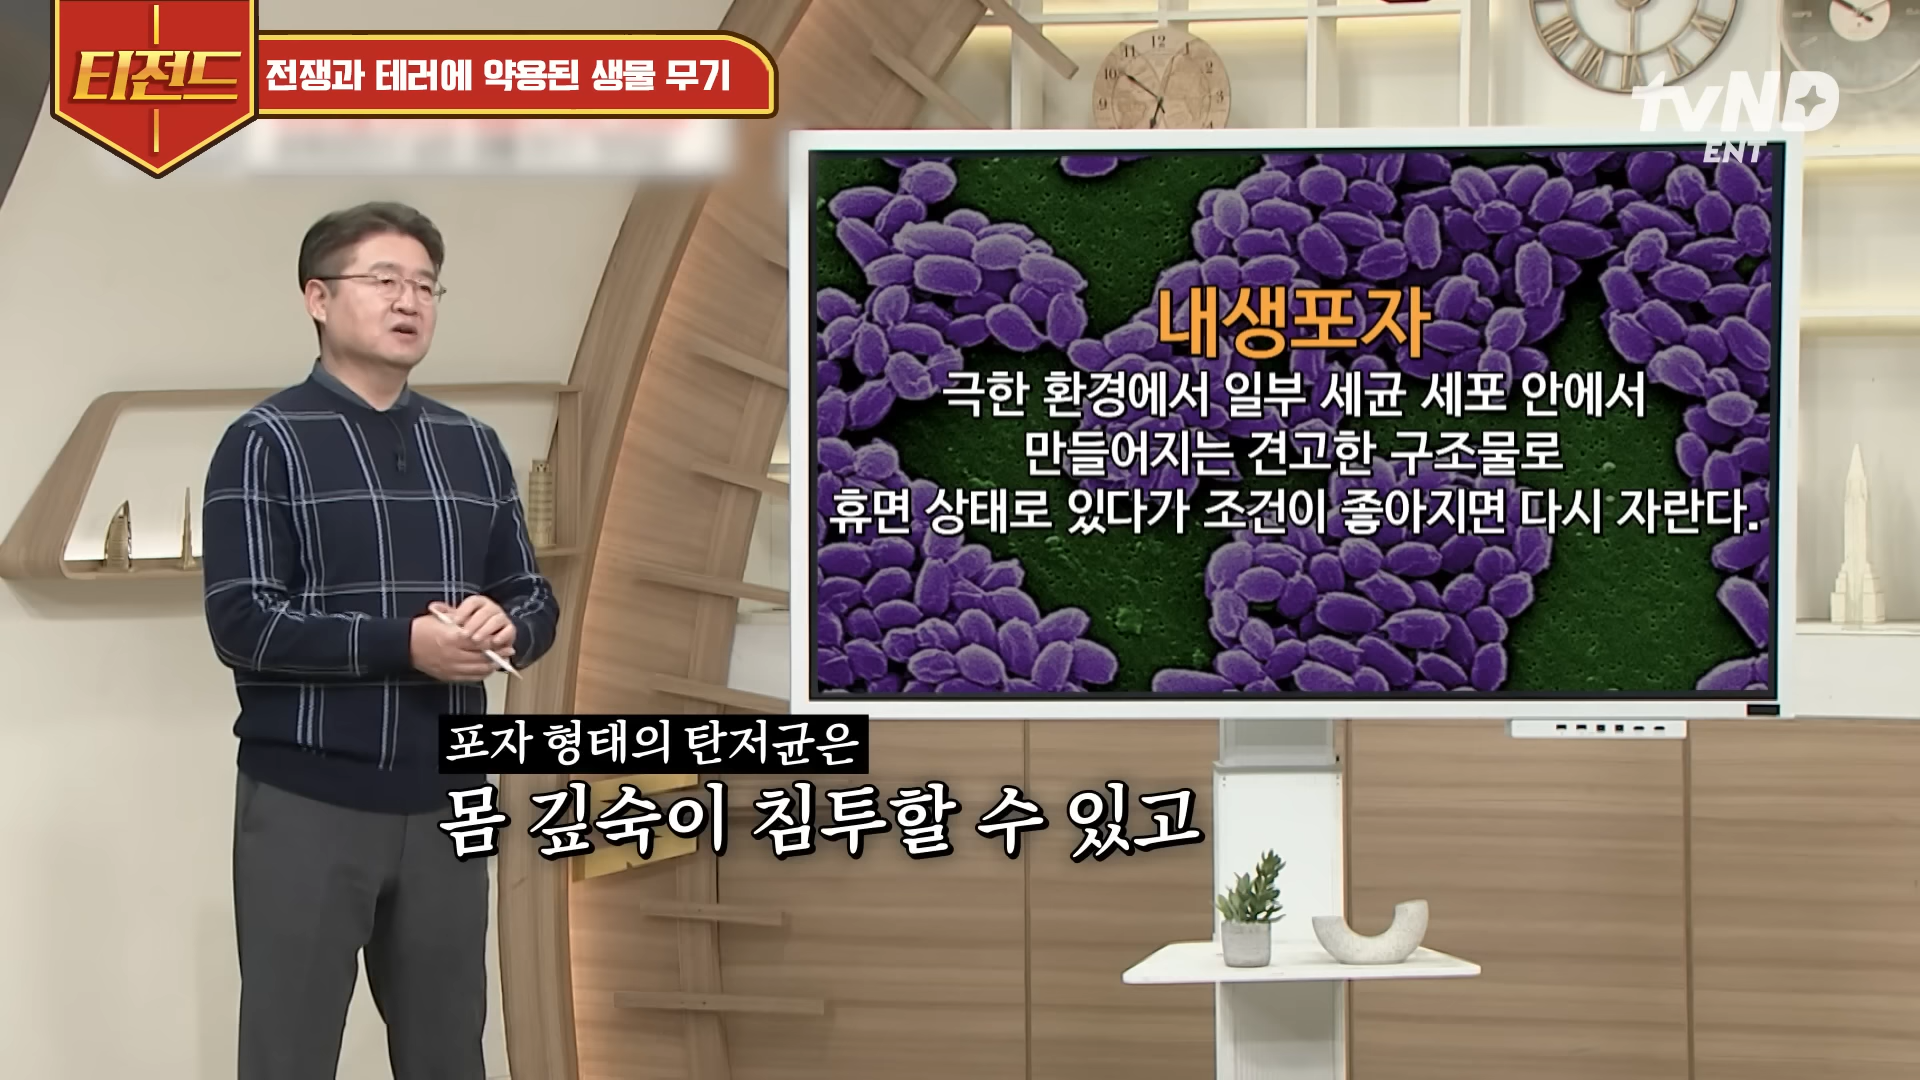 티전드
전쟁과 테러에 약용된 생물 무기
tvND
ENT
내생포자
극한 환경에서 일부 세균 세포 안에서
만들어지는 견고한 구조물로
휴면 상태로 있다가 조건이 좋아지면 다시 자란다.
포자 형태의 탄저균은
몸 깊숙이 침투할 수 있고